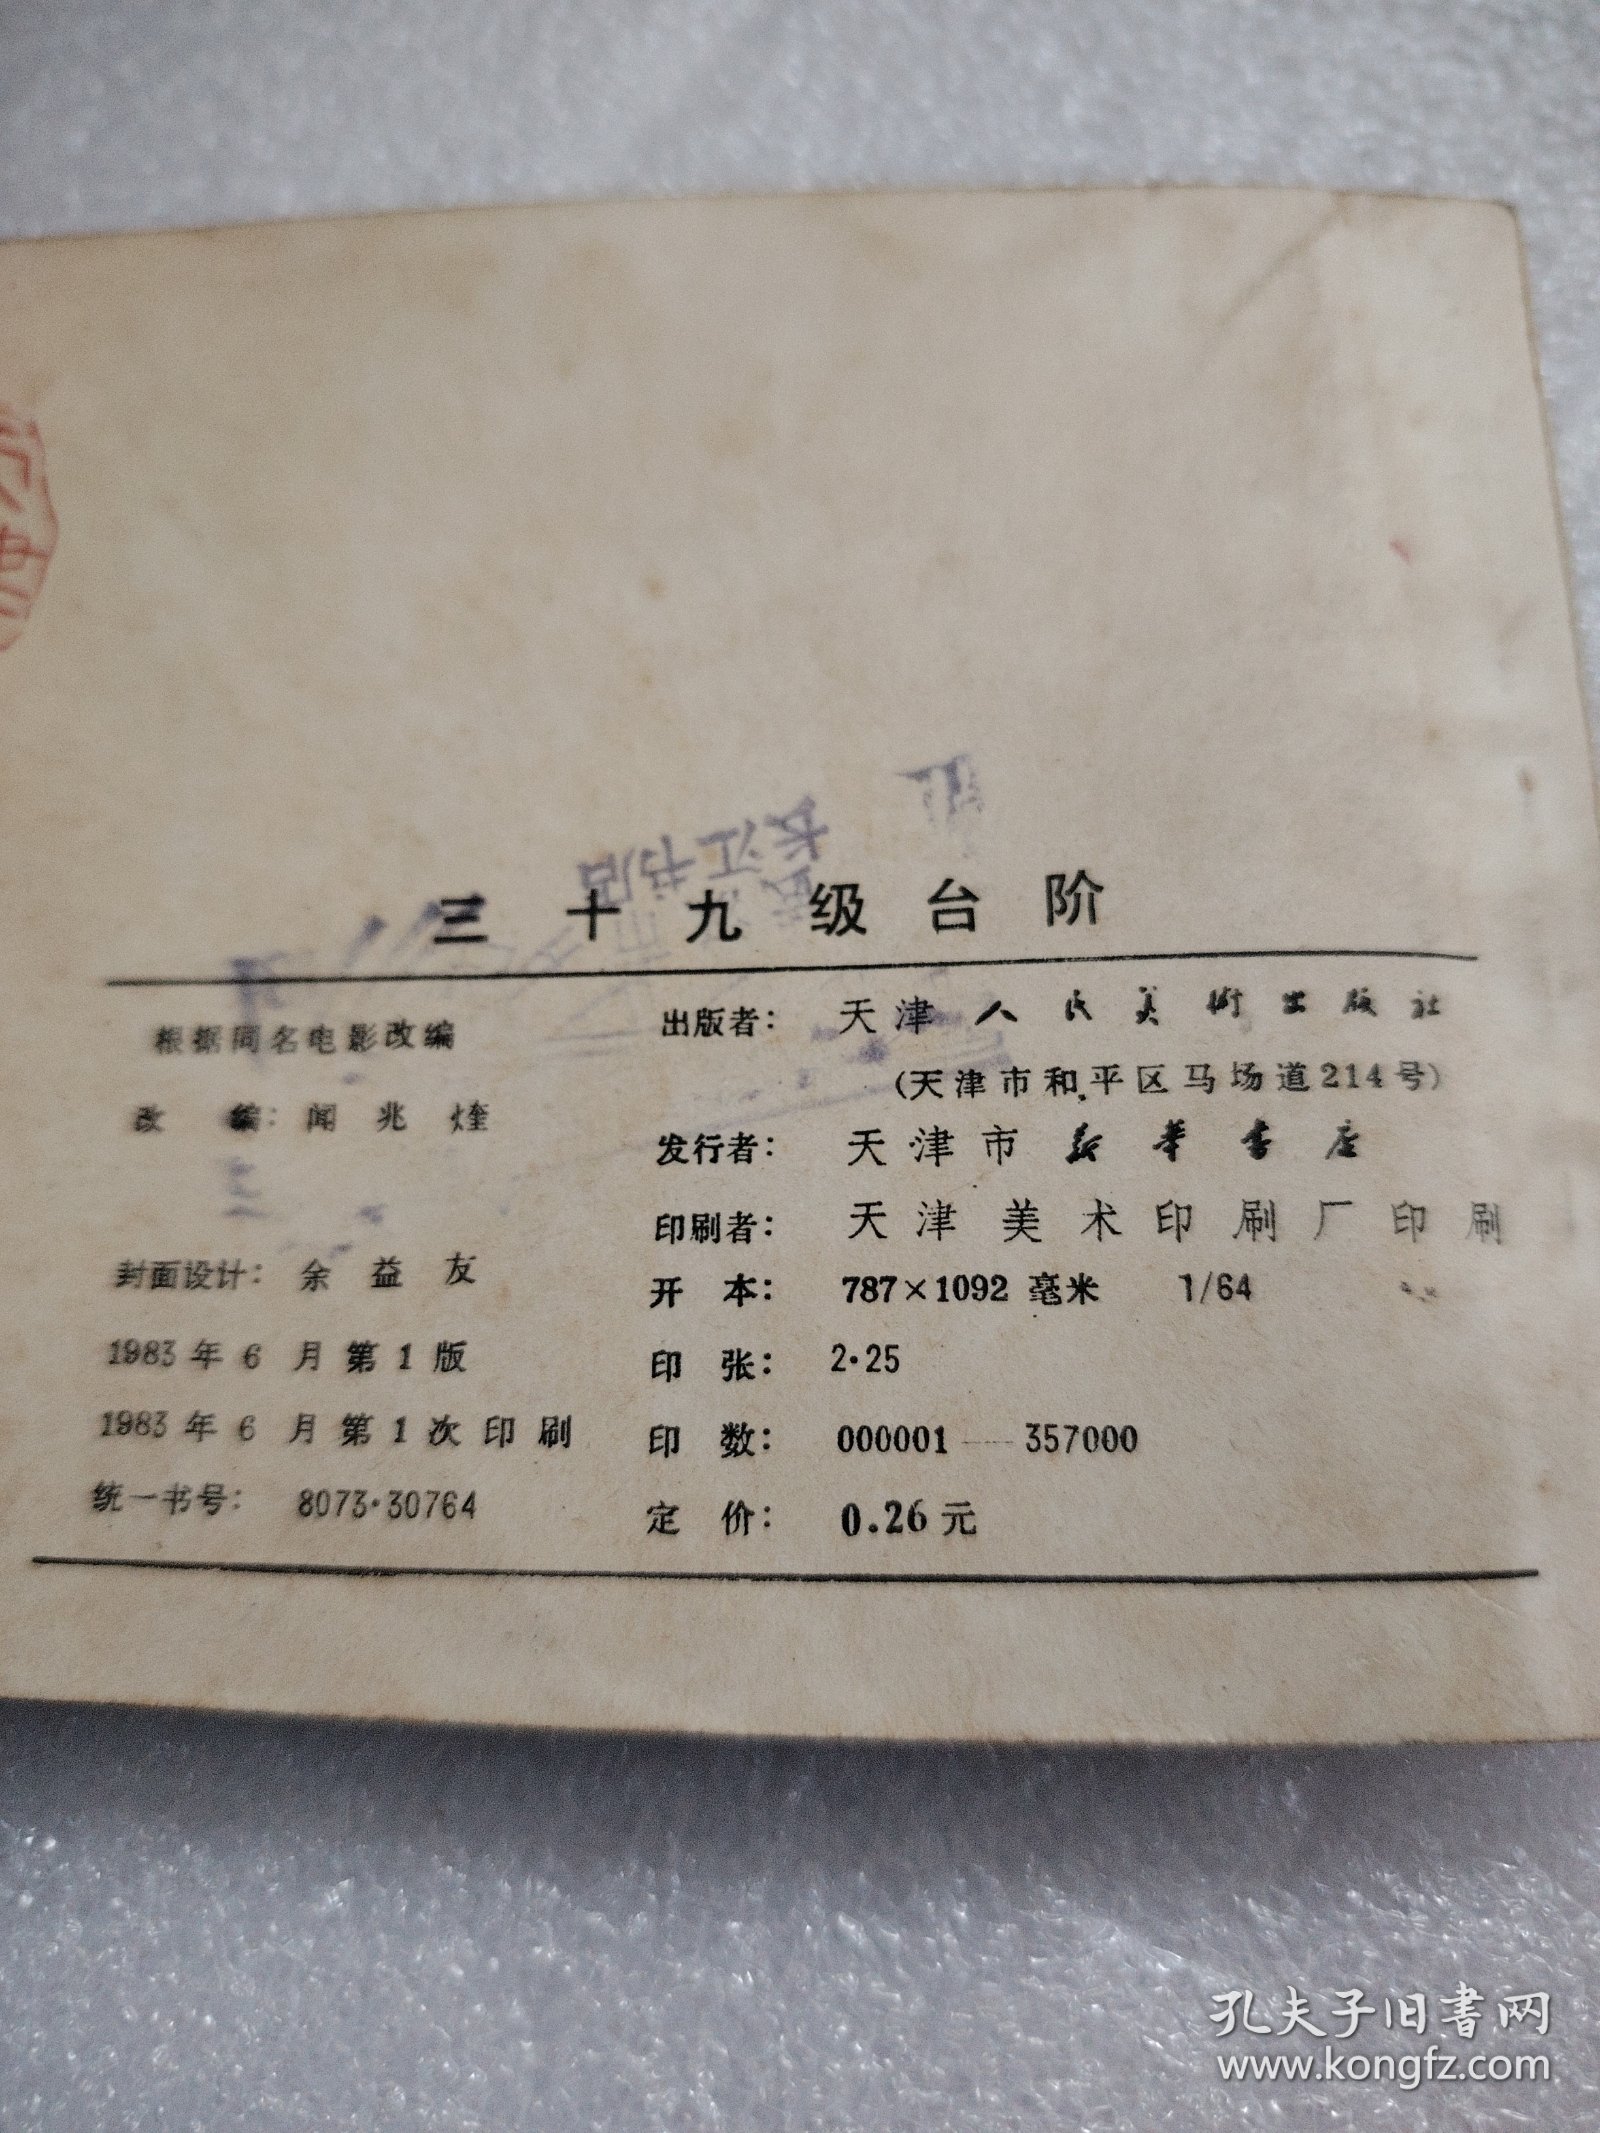 长江书店
三十九级台阶
根据同名电影改编
改 编：闻兆煃
封面设计：余益友
1983年6月第1版
1983年6月第1次印刷
统一书号：8073·30764
出版者：天津人民美术出版社
（天津市和平区马场道214号）
发行者：天津市新华书店
印刷者：天津美术印刷厂印刷
开 本：787×1092毫米 1/64
印 张：2·25
印 数：000001—357000
定 价：0.26元
孔夫子旧书网
www.kongfz.com